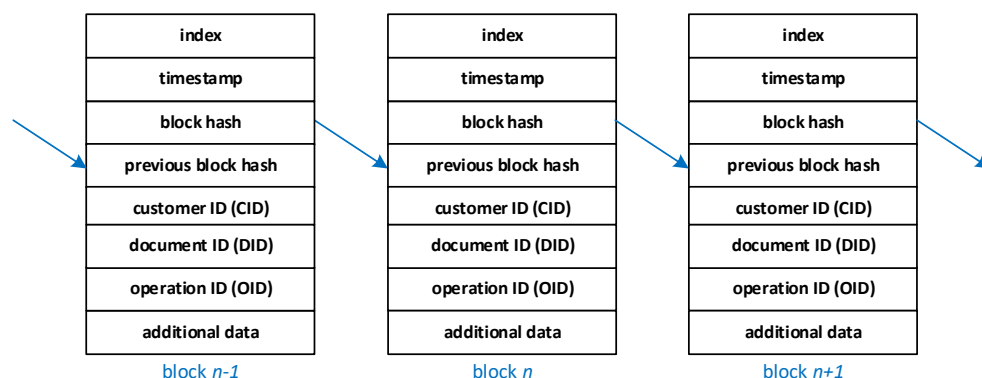 index
timestamp
block hash
previous block hash
customer ID (CID)
document ID (DID)
operation ID (OID)
additional data
block n-1
index
timestamp
block hash
previous block hash
customer ID (CID)
document ID (DID)
operation ID (OID)
additional data
block n
index
timestamp
block hash
previous block hash
customer ID (CID)
document ID (DID)
operation ID (OID)
additional data
block n+1